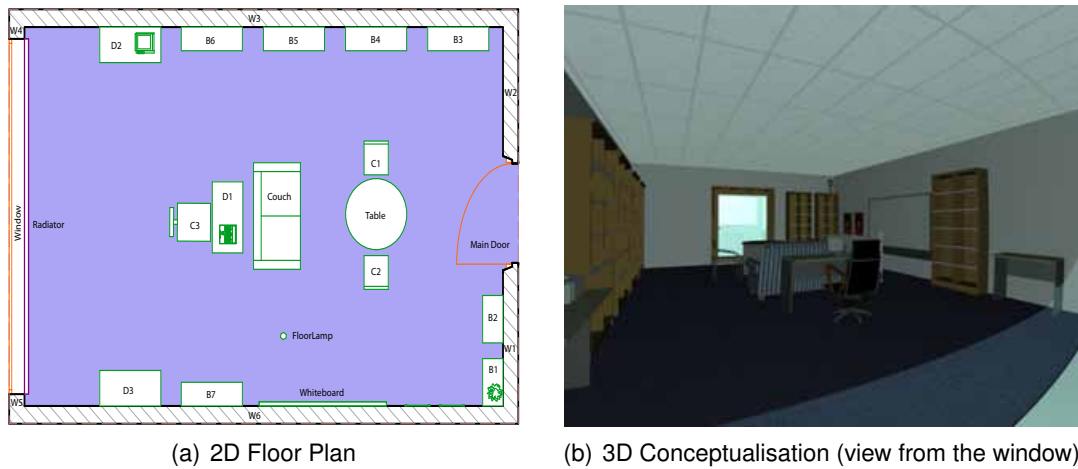 W3
W4
D2
B6
B5
B4
B3
W2
C1
Couch
D1
C3
Table
Window
Radiator
Main Door
C2
B2
FloorLamp
W1
B1
D3
B7
Whiteboard
W5
W6
(a) 2D Floor Plan
(b) 3D Conceptualisation (view from the window)